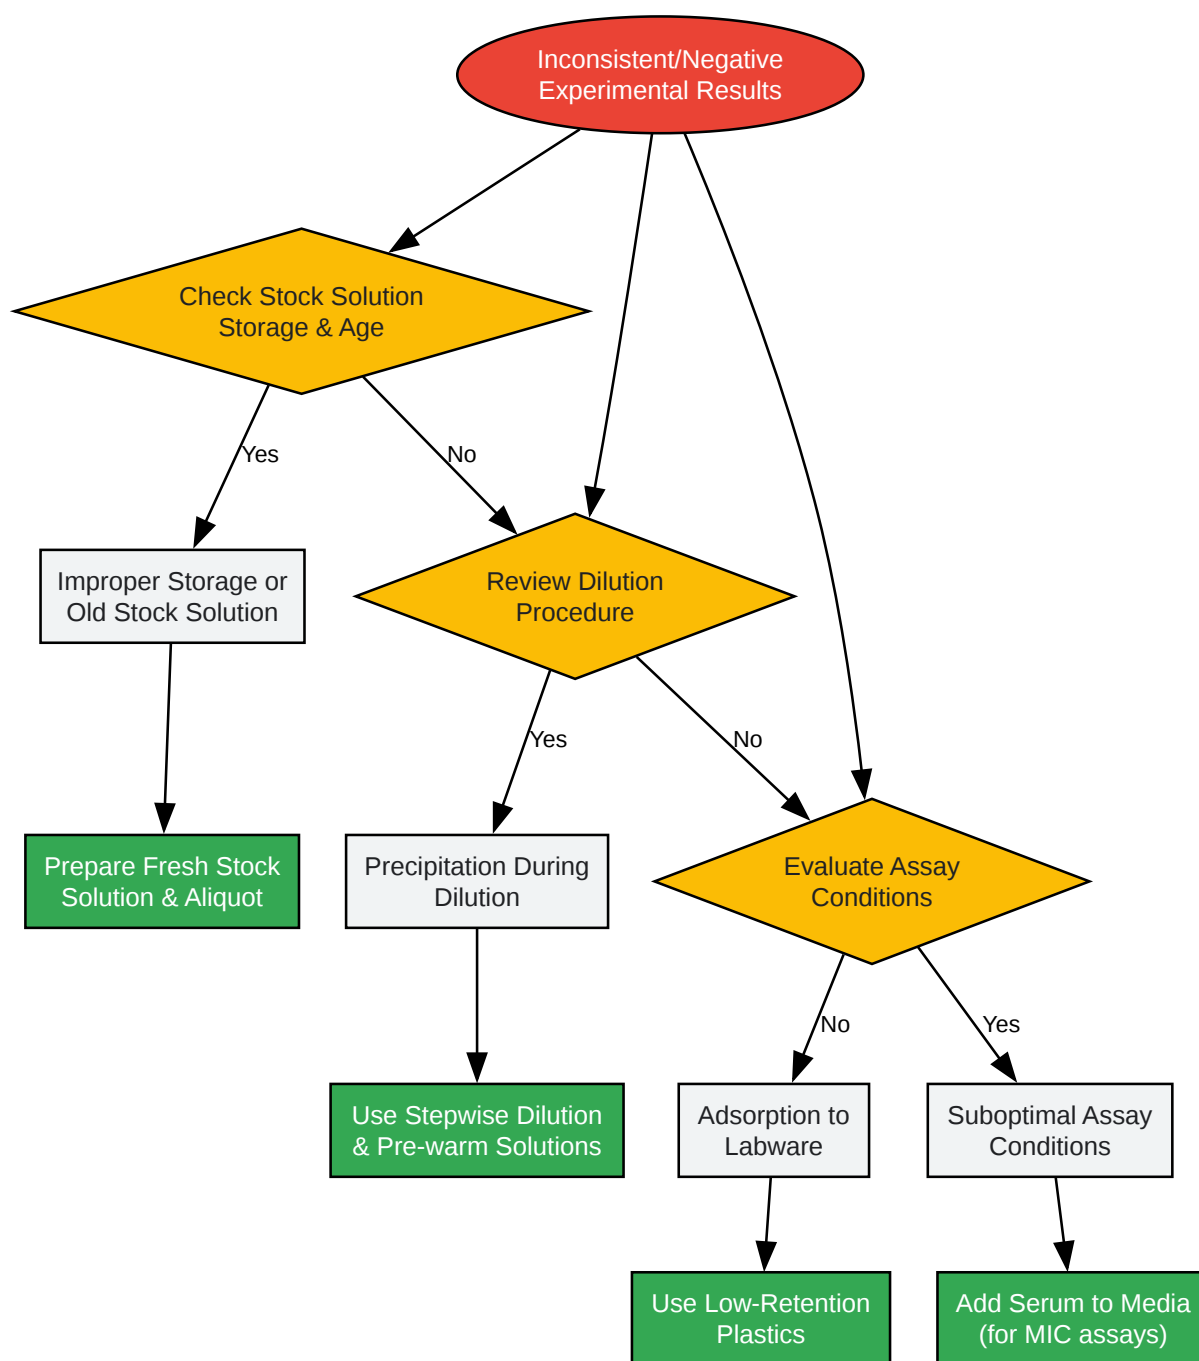 Inconsistent/Negative
Experimental Results
Check Stock Solution
Storage & Age
Yes
No
Improper Storage or
Old Stock Solution
Review Dilution
Procedure
Yes
No
Prepare Fresh Stock
Solution & Aliquot
Precipitation During
Dilution
Evaluate Assay
Conditions
No
Yes
Use Stepwise Dilution
& Pre-warm Solutions
Adsorption to
Labware
Suboptimal Assay
Conditions
Use Low-Retention
Plastics
Add Serum to Media
(for MIC assays)